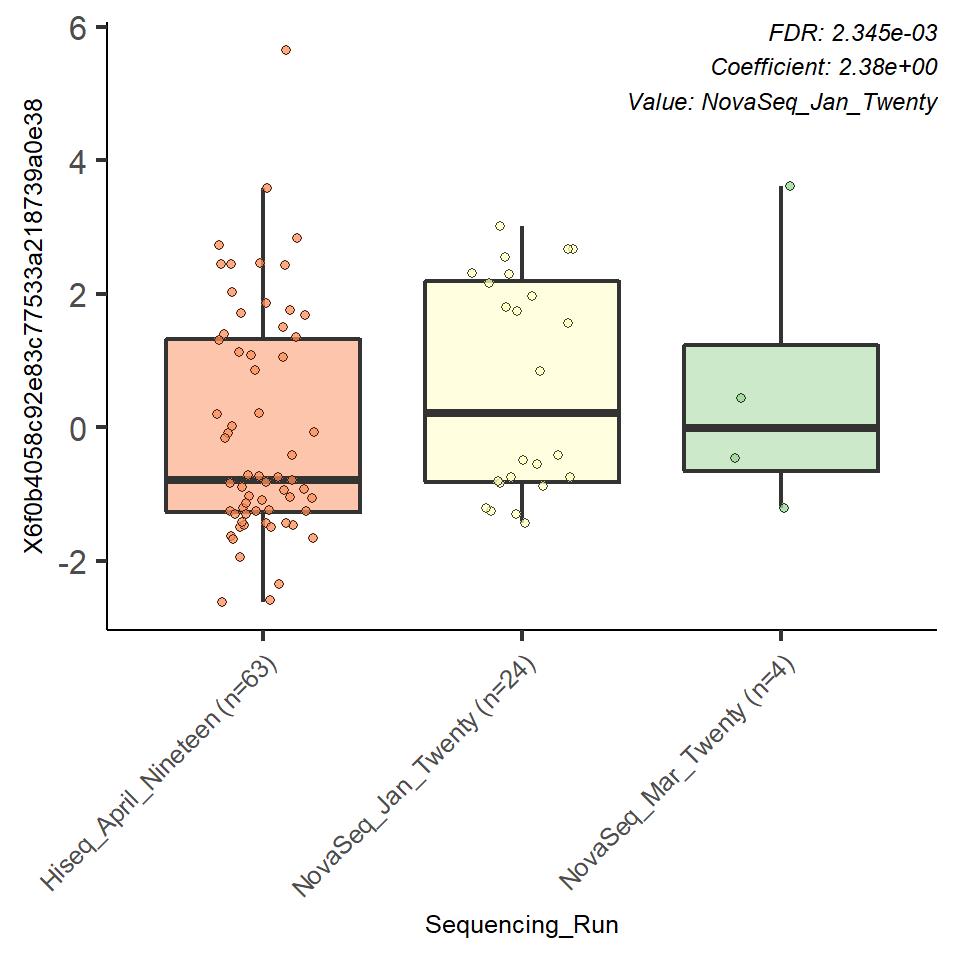 FDR: 2.345e-03
Coefficient: 2.38e+00
Value: NovaSeq_Jan_Twenty
X6f0b4058c92e83c77533a218739a0e38
6
4
2
0
-2
Hiseq_April_Nineteen (n=63)
NovaSeq_Jan_Twenty (n=24)
NovaSeq_Mar_Twenty (n=4)
Sequencing_Run